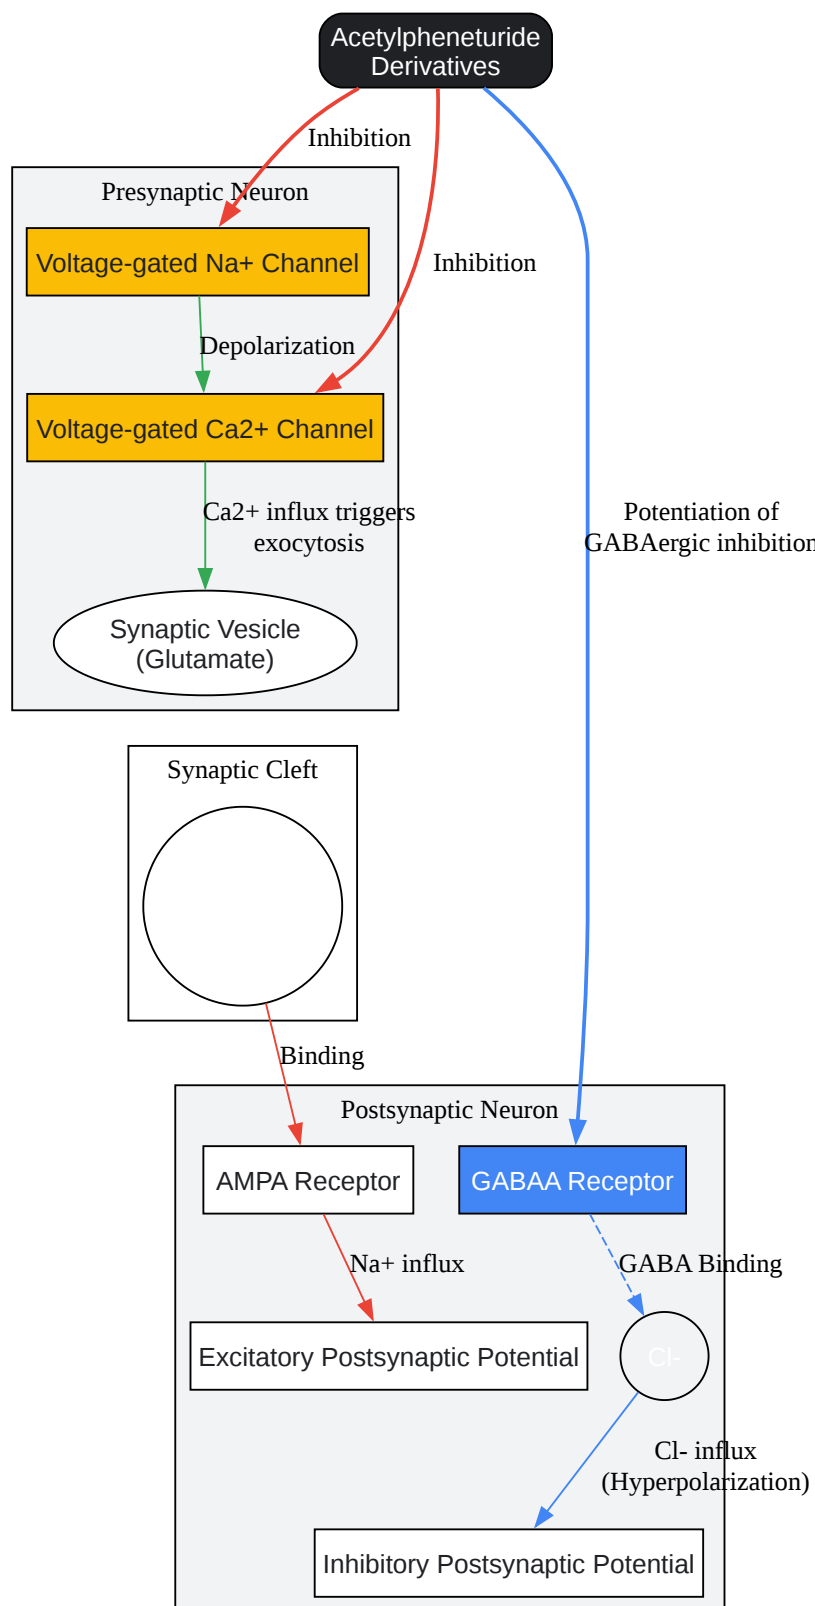 Acetylpheneturide
Derivatives
Inhibition
Presynaptic Neuron
Voltage-gated Na+ Channel
Inhibition
Depolarization
Voltage-gated Ca2+ Channel
Ca2+ influx triggers
exocytosis
Potentiation of
GABAergic inhibition
Synaptic Vesicle
(Glutamate)
Synaptic Cleft
Binding
Postsynaptic Neuron
AMPA Receptor
GABAA Receptor
Na+ influx
GABA Binding
Excitatory Postsynaptic Potential
Cl-
Cl- influx
(Hyperpolarization)
Inhibitory Postsynaptic Potential